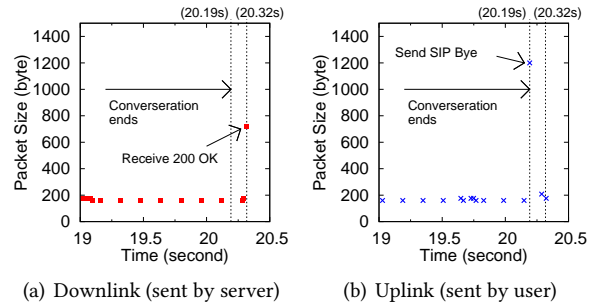 (20.19s) (20.32s)
1400
1200
1000
800
600
400
200
0
Packet Size (byte)
Converseration
ends
Receive 200 OK
19 19.5 20 20.5
Time (second)
(a) Downlink (sent by server)
(20.19s) (20.32s)
1400
1200
1000
800
600
400
200
0
Packet Size (byte)
Send SIP Bye
Converseration
ends
19 19.5 20 20.5
Time (second)
(b) Uplink (sent by user)